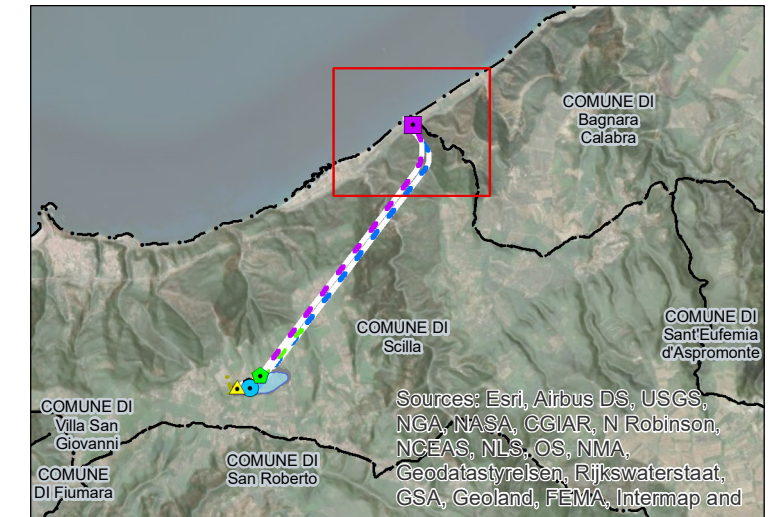 COMUNE DI
Bagnara
Calabra
COMUNE DI
Scilla
COMUNE DI
Sant'Eufemia
d'Aspromonte
COMUNE DI
Villa San
Giovanni
COMUNE
DI Fiumara
COMUNE DI
San Roberto
Sources: Esri, Airbus DS, USGS,
NGA, NASA, CGIAR, N Robinson,
NCEAS, NLS, OS, NMA,
Geodatastyrelsen, Rijkswaterstaat,
GSA, Geoland, FEMA, Intermap and